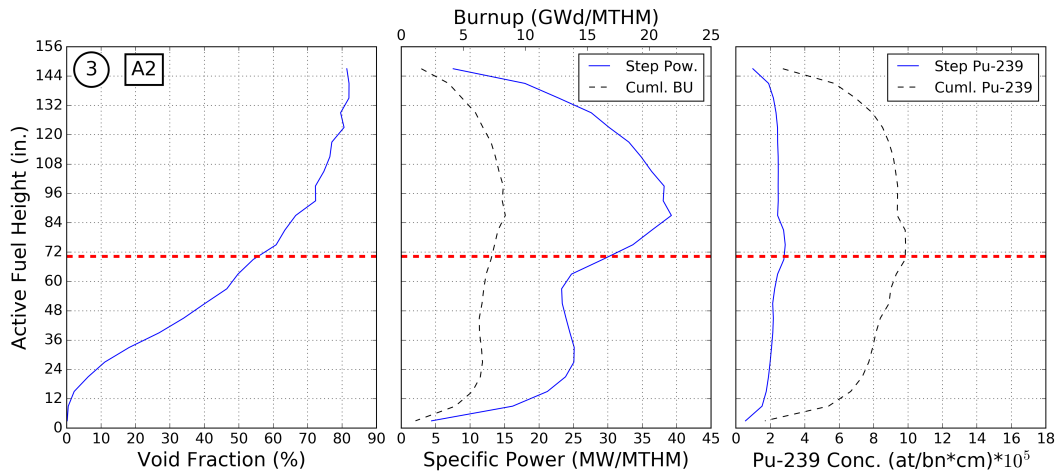 Burnup (GWd/MTHM)
0 5 10 15 20 25
3 A2
Step Pow.
Cuml. BU
Step Pu-239
Cuml. Pu-239
Active Fuel Height (in.)
156
144
132
120
108
96
84
72
60
48
36
24
12
0
0 10 20 30 40 50 60 70 80 90
0 5 10 15 20 25 30 35 40 45
0 2 4 6 8 10 12 14 16 18
Void Fraction (%)
Specific Power (MW/MTHM)
Pu-239 Conc. (at/bn*cm)*10⁵